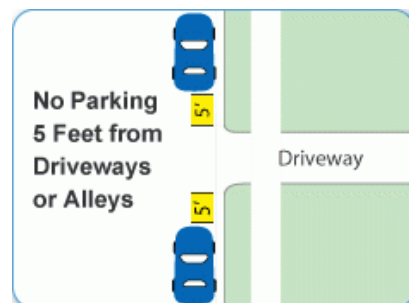 5'
No Parking
5 Feet from
Driveways
or Alleys
Driveway
5'